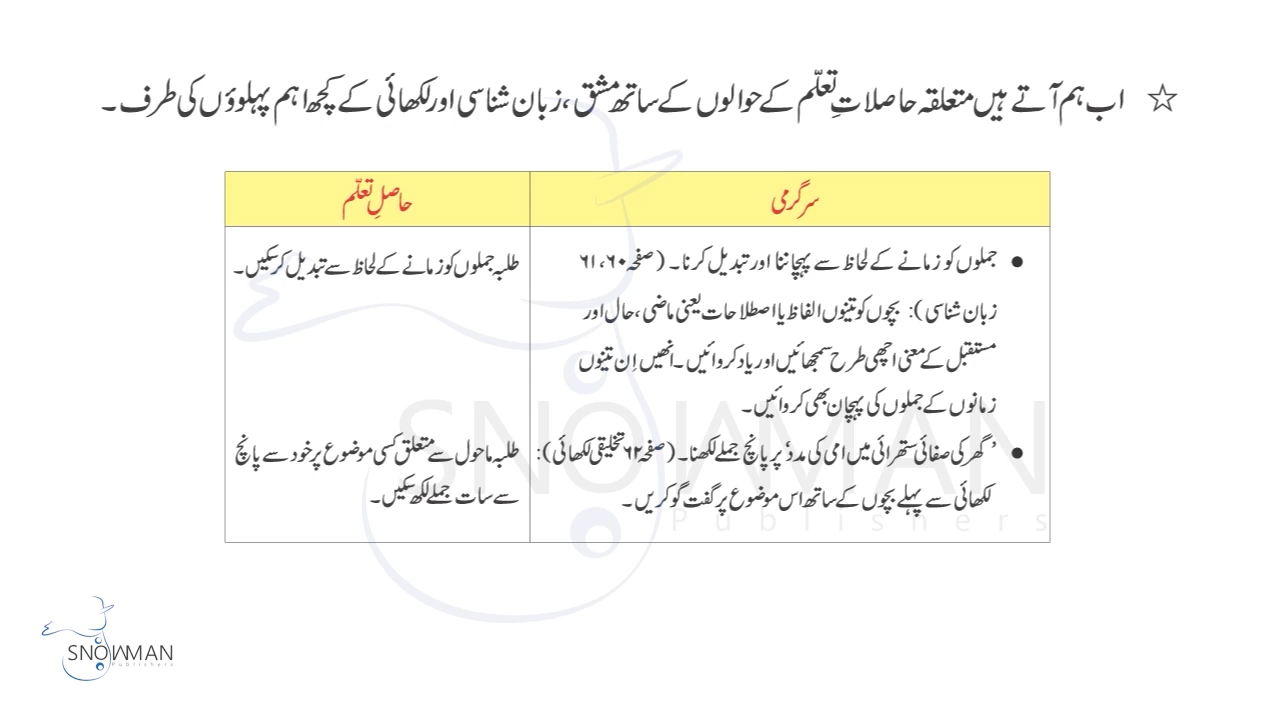 ☆ اب ہم آتے ہیں متعلقہ حاصلاتِ تعلّم کے حوالوں کے ساتھ مشق، زبان شناسی اور لکھائی کے کچھ اہم پہلوؤں کی طرف۔
سرگرمی
حاصلِ تعلّم
● جملوں کو زمانے کے لحاظ سے پہچاننا اور تبدیل کرنا۔ (صفحہ ۶۰، ۶۱
زبان شناسی): بچوں کو تینوں الفاظ یا اصطلاحات یعنی ماضی، حال اور
مستقبل کے معنی اچھی طرح سمجھائیں اور یاد کروائیں۔ انھیں اِن تینوں
زمانوں کے جملوں کی پہچان بھی کروائیں۔
طلبہ جملوں کو زمانے کے لحاظ سے تبدیل کر سکیں۔
● ’گھر کی صفائی ستھرائی میں امی کی مدد‘ پر پانچ جملے لکھنا۔ (صفحہ ۶۲ تخلیقی لکھائی):
لکھائی سے پہلے بچوں کے ساتھ اس موضوع پر گفت گو کریں۔
طلبہ ماحول سے متعلق کسی موضوع پر خود سے پانچ
سے سات جملے لکھ سکیں۔
SNOWMAN
Publishers
SNOWMAN
Publishers